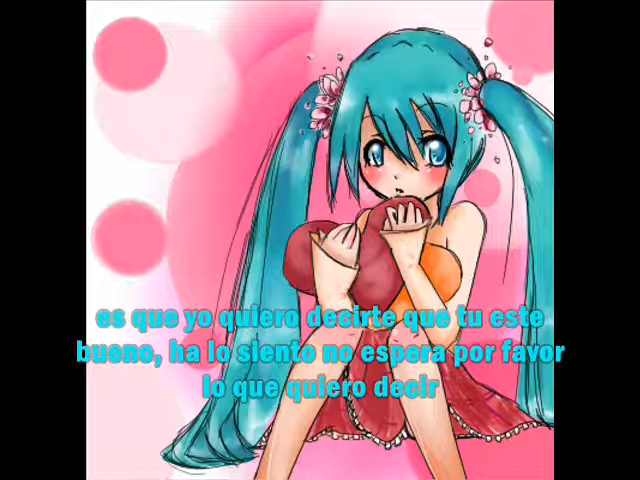 es que yo quiero decirte que tu este
bueno, ha lo siento no espera por favor
lo que quiero decir